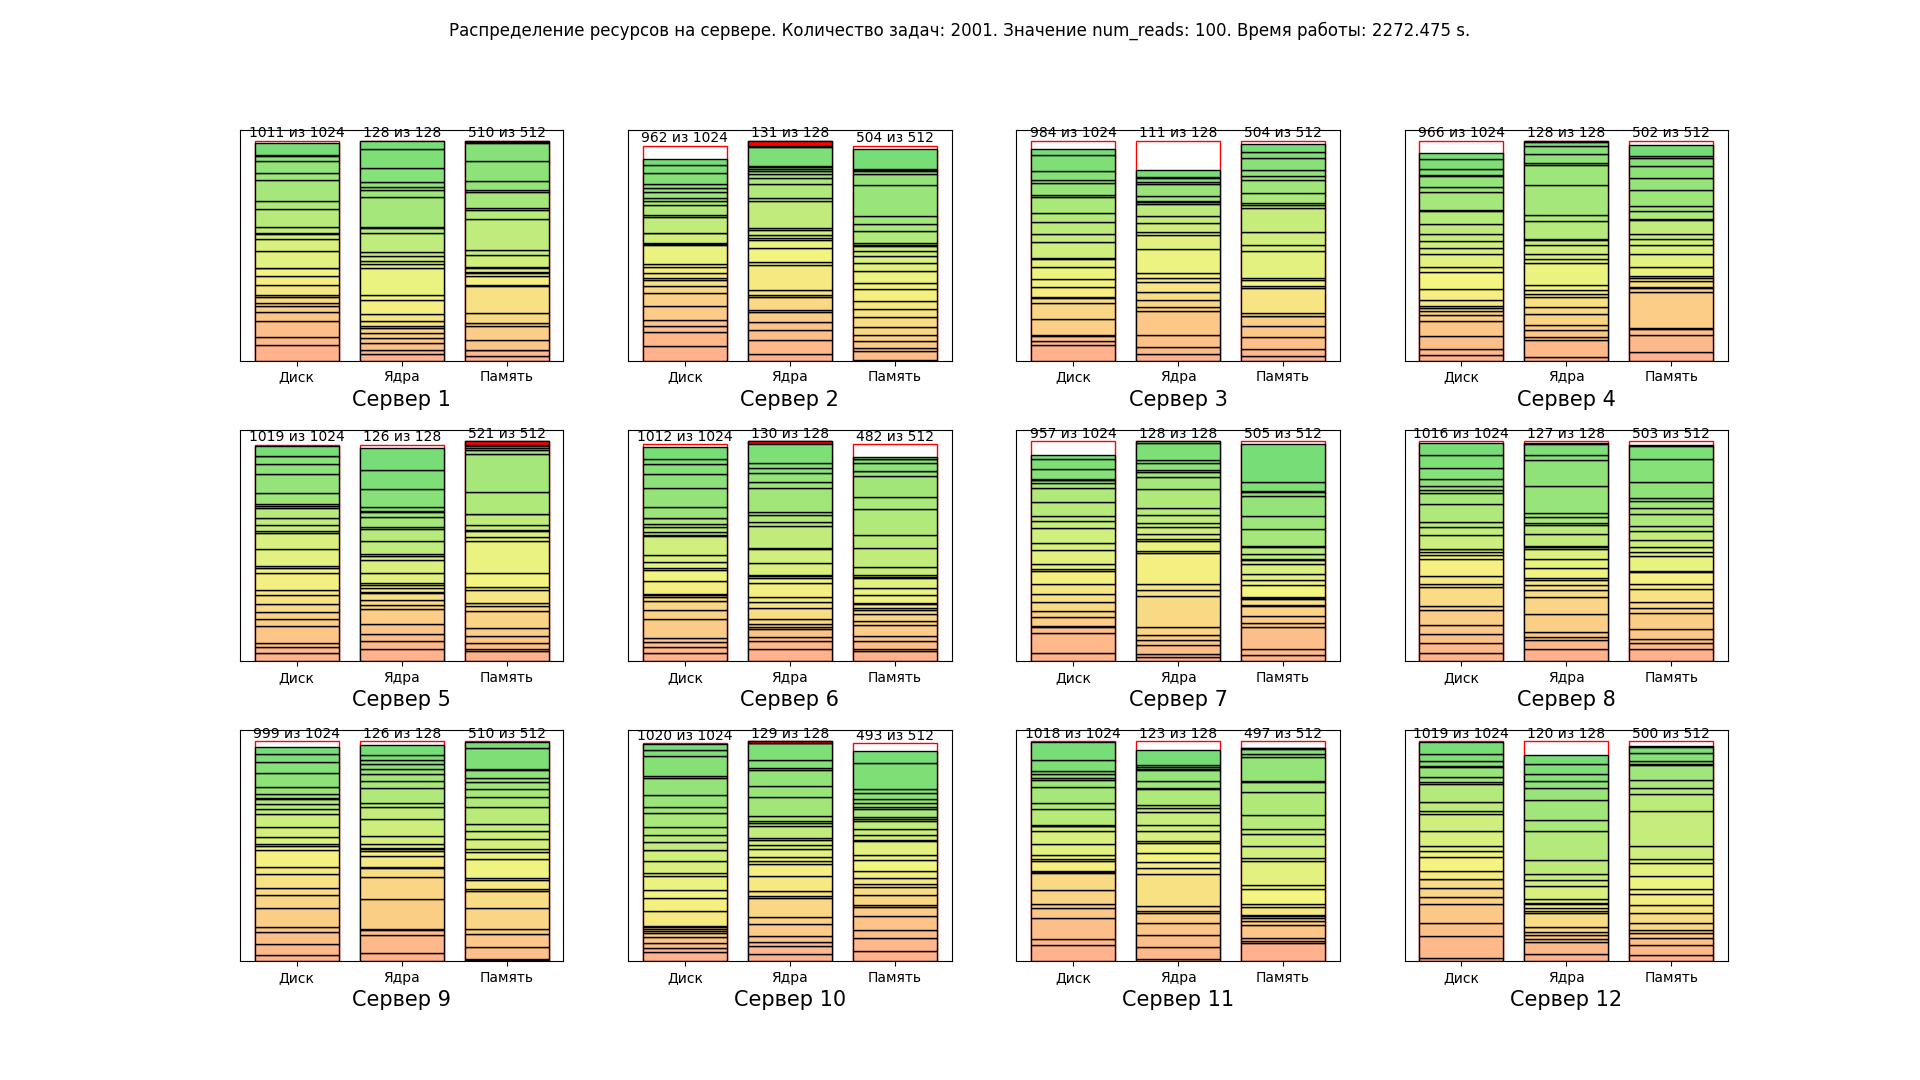 Распределение ресурсов на сервере. Количество задач: 2001. Значение num_reads: 100. Время работы: 2272.475 s.
1011 из 1024 128 из 128 510 из 512
Диск Ядра Память
Сервер 1
962 из 1024 131 из 128 504 из 512
Диск Ядра Память
Сервер 2
984 из 1024 111 из 128 504 из 512
Диск Ядра Память
Сервер 3
966 из 1024 128 из 128 502 из 512
Диск Ядра Память
Сервер 4
1019 из 1024 126 из 128 521 из 512
Диск Ядра Память
Сервер 5
1012 из 1024 130 из 128 482 из 512
Диск Ядра Память
Сервер 6
957 из 1024 128 из 128 505 из 512
Диск Ядра Память
Сервер 7
1016 из 1024 127 из 128 503 из 512
Диск Ядра Память
Сервер 8
999 из 1024 126 из 128 510 из 512
Диск Ядра Память
Сервер 9
1020 из 1024 129 из 128 493 из 512
Диск Ядра Память
Сервер 10
1018 из 1024 123 из 128 497 из 512
Диск Ядра Память
Сервер 11
1019 из 1024 120 из 128 500 из 512
Диск Ядра Память
Сервер 12